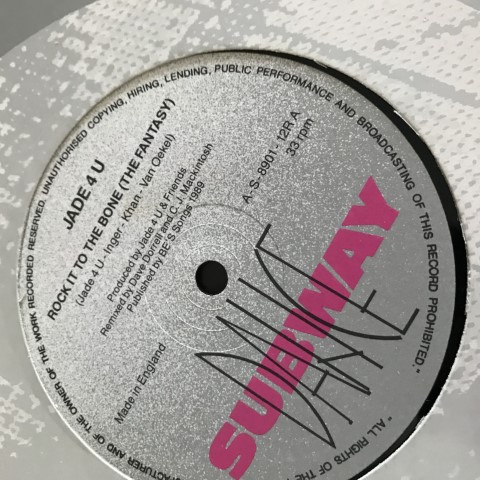 JADE 4 U
ROCK IT TO THE BONE (THE FANTASY)
(Jade 4 U - Inger - Khan - Van Oekel)
Produced by Jade 4 U & Friends
Remixed by Dave Dorrell and C. J. Mackintosh
Published by BE'S Songs 1989
A.-S.-8901-12R A
33 rpm
Made in England
SUBWAY
DANCE
"ALL RIGHTS OF THE
MANUFACTURER AND OF THE OWNER OF THE WORK RECORDED RESERVED. UNAUTHORISED COPYING, HIRING, LENDING, PUBLIC PERFORMANCE AND BROADCASTING OF THIS RECORD PROHIBITED."